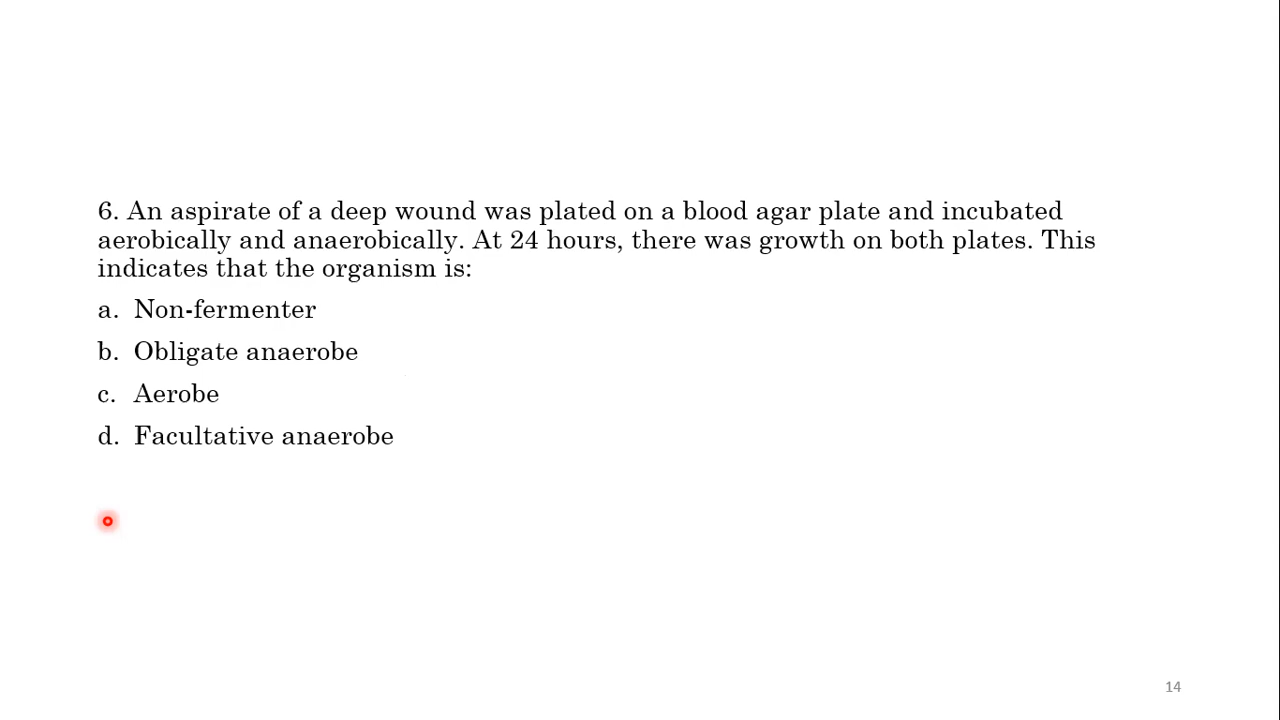 6. An aspirate of a deep wound was plated on a blood agar plate and incubated
aerobically and anaerobically. At 24 hours, there was growth on both plates. This
indicates that the organism is:
a. Non-fermenter
b. Obligate anaerobe
c. Aerobe
d. Facultative anaerobe
14